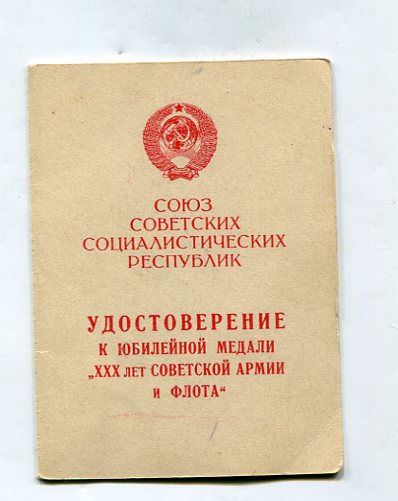 СОЮЗ
СОВЕТСКИХ
СОЦИАЛИСТИЧЕСКИХ
РЕСПУБЛИК
УДОСТОВЕРЕНИЕ
К ЮБИЛЕЙНОЙ МЕДАЛИ
„XXX ЛЕТ СОВЕТСКОЙ АРМИИ
И ФЛОТА“